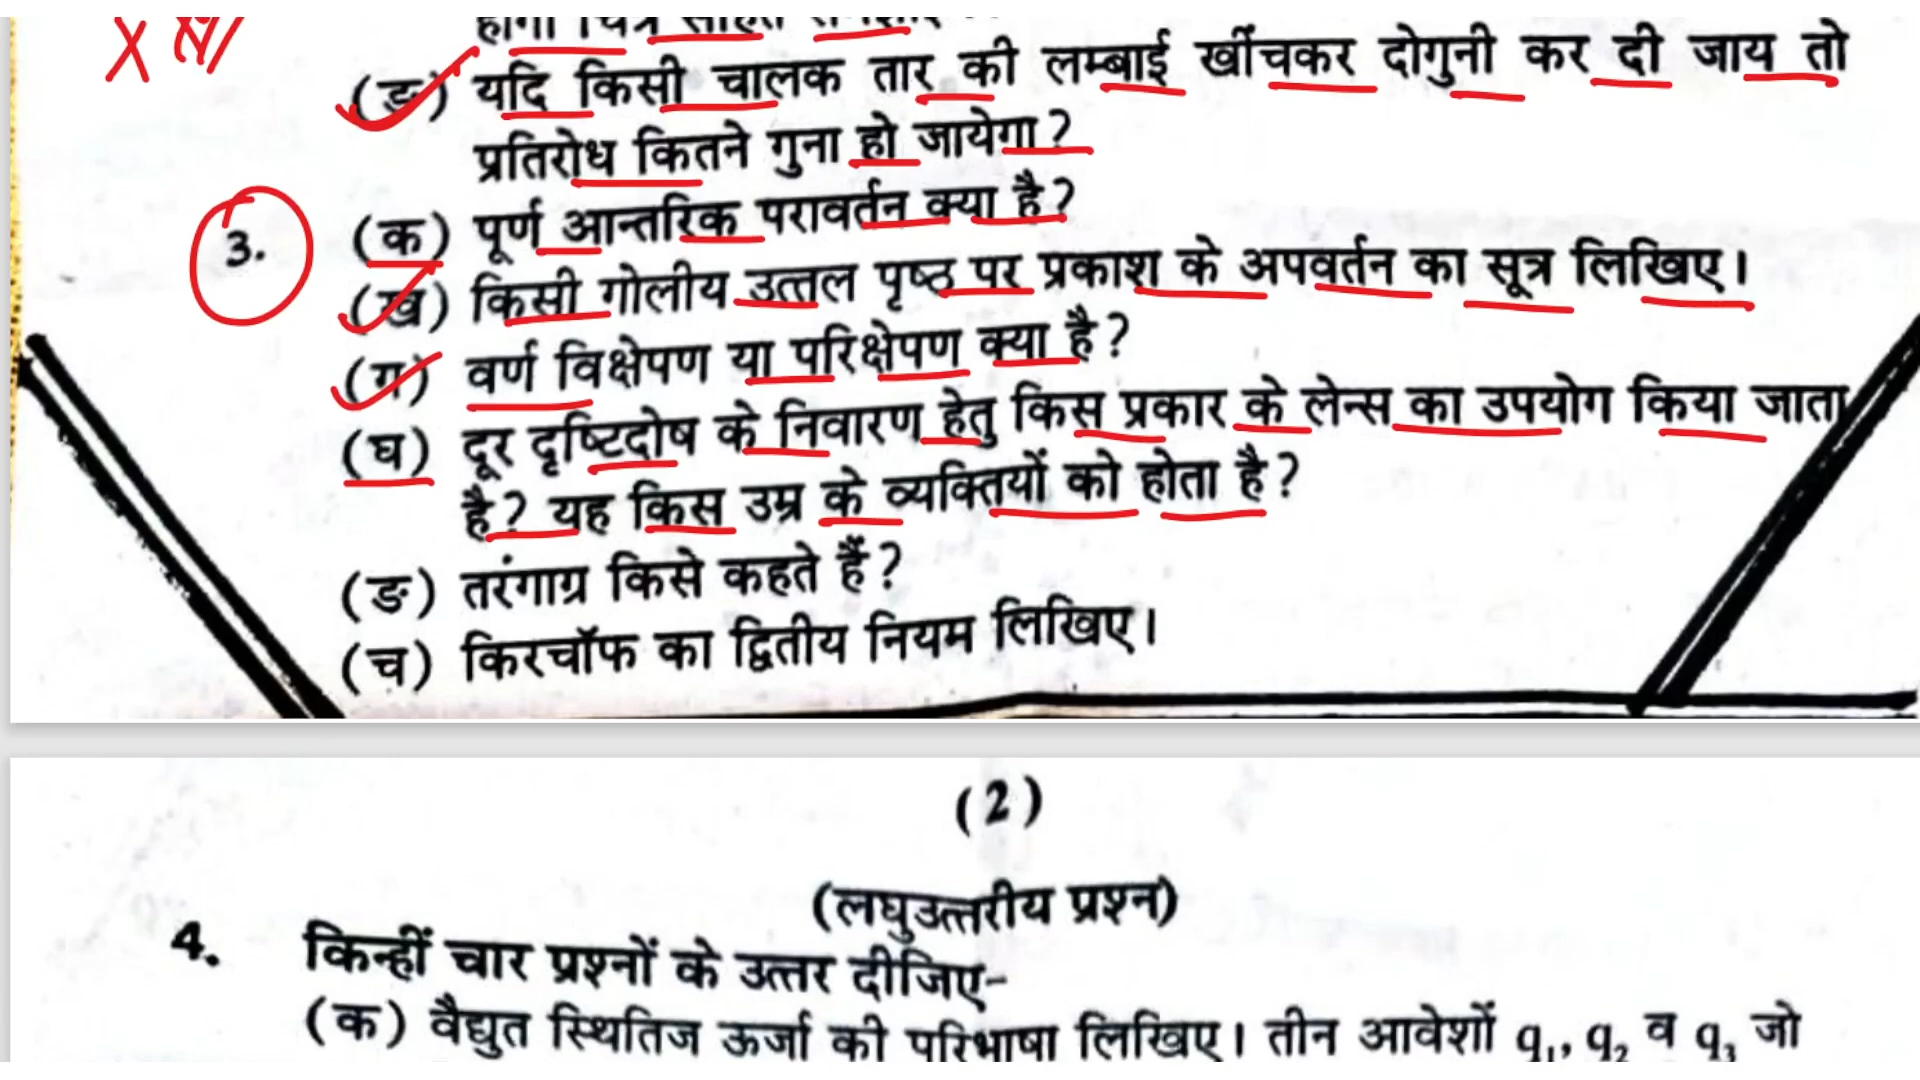 होगा चित्र सहित
(ङ) यदि किसी चालक तार की लम्बाई खींचकर दोगुनी कर दी जाय तो
प्रतिरोध कितने गुना हो जायेगा?
3. (क) पूर्ण आन्तरिक परावर्तन क्या है?
(ख) किसी गोलीय उत्तल पृष्ठ पर प्रकाश के अपवर्तन का सूत्र लिखिए।
(ग) वर्ण विक्षेपण या परिक्षेपण क्या है?
(घ) दूर दृष्टिदोष के निवारण हेतु किस प्रकार के लेन्स का उपयोग किया जाता
है? यह किस उम्र के व्यक्तियों को होता है?
(ङ) तरंगाग्र किसे कहते हैं?
(च) किरचॉफ का द्वितीय नियम लिखिए।
(2)
(लघुउत्तरीय प्रश्न)
4. किन्हीं चार प्रश्नों के उत्तर दीजिए-
(क) वैद्युत स्थितिज ऊर्जा की परिभाषा लिखिए। तीन आवेशों q₁, q₂ व q₃ जो